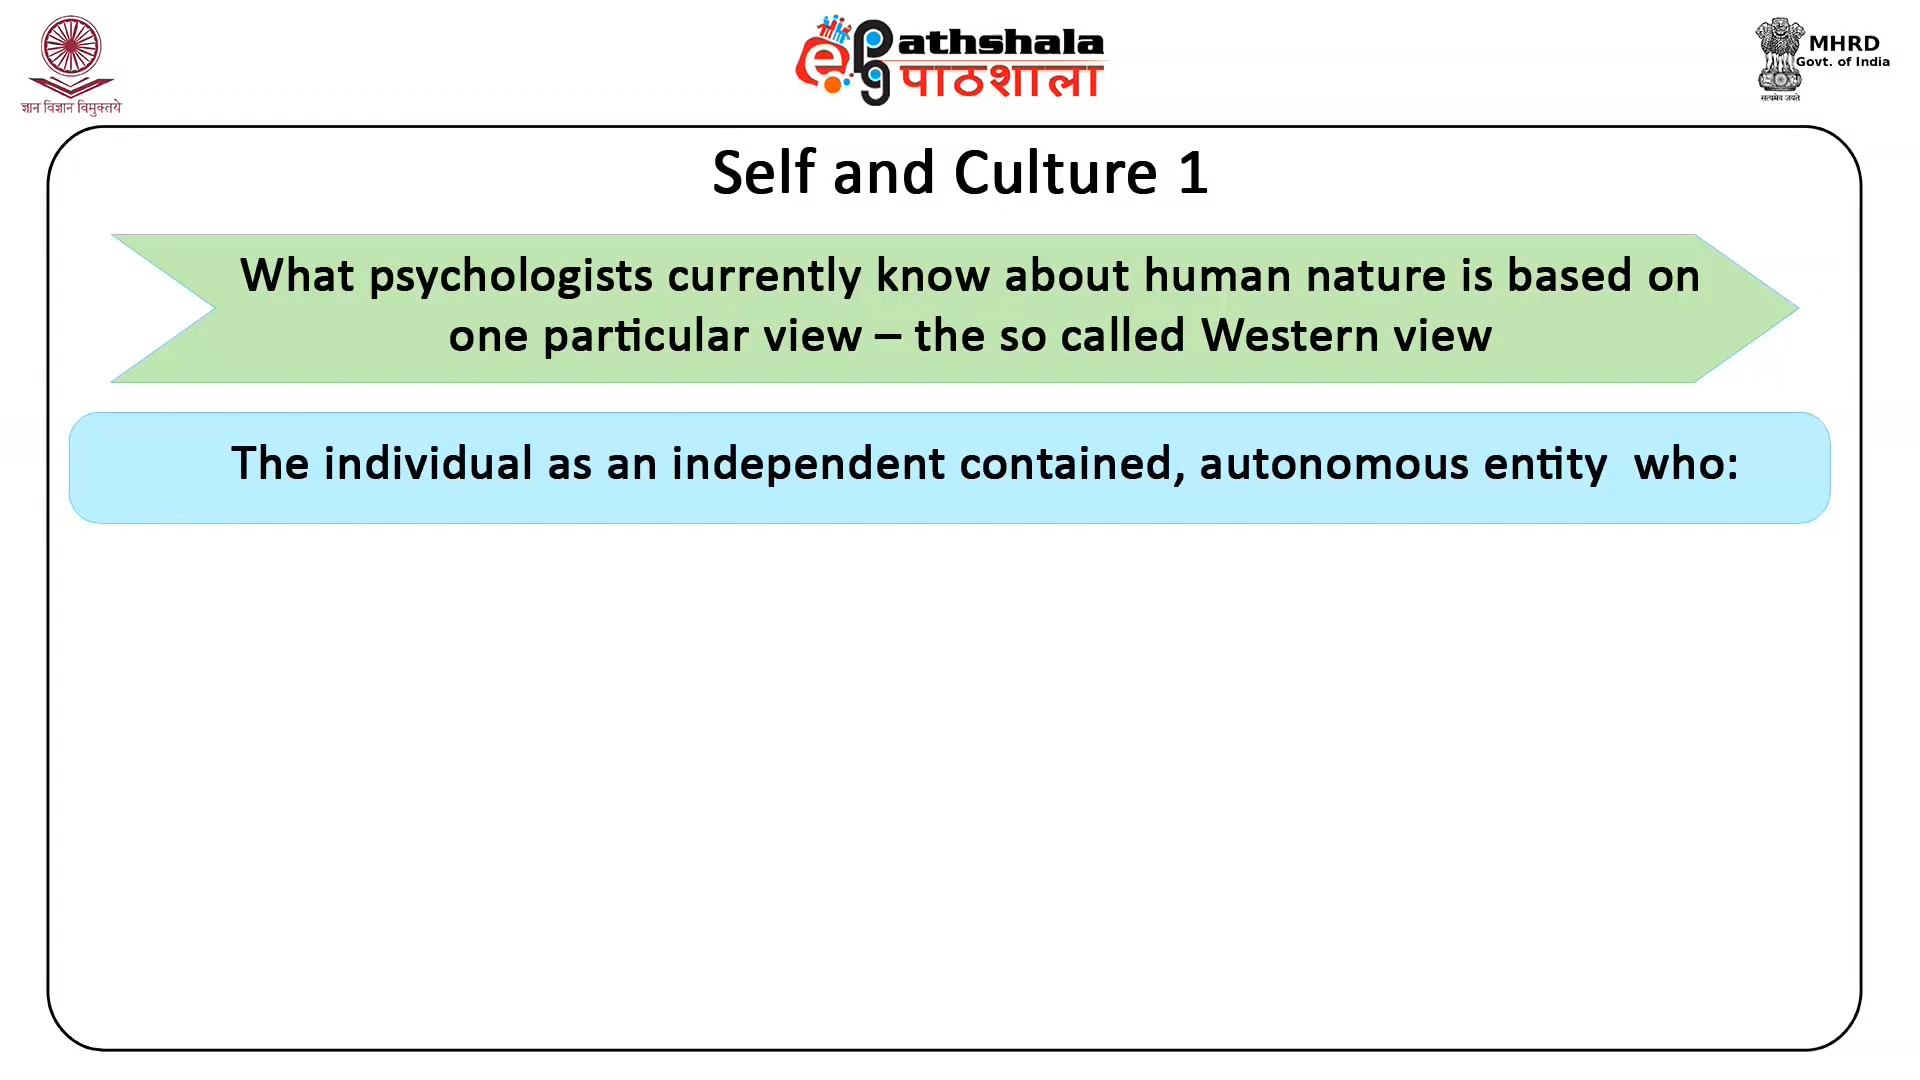 ज्ञान विज्ञान विमुक्तये
ePG Pathshala
पाठशाला
MHRD
Govt. of India
सत्यमेव जयते
Self and Culture 1
What psychologists currently know about human nature is based on
one particular view – the so called Western view
The individual as an independent contained, autonomous entity who: